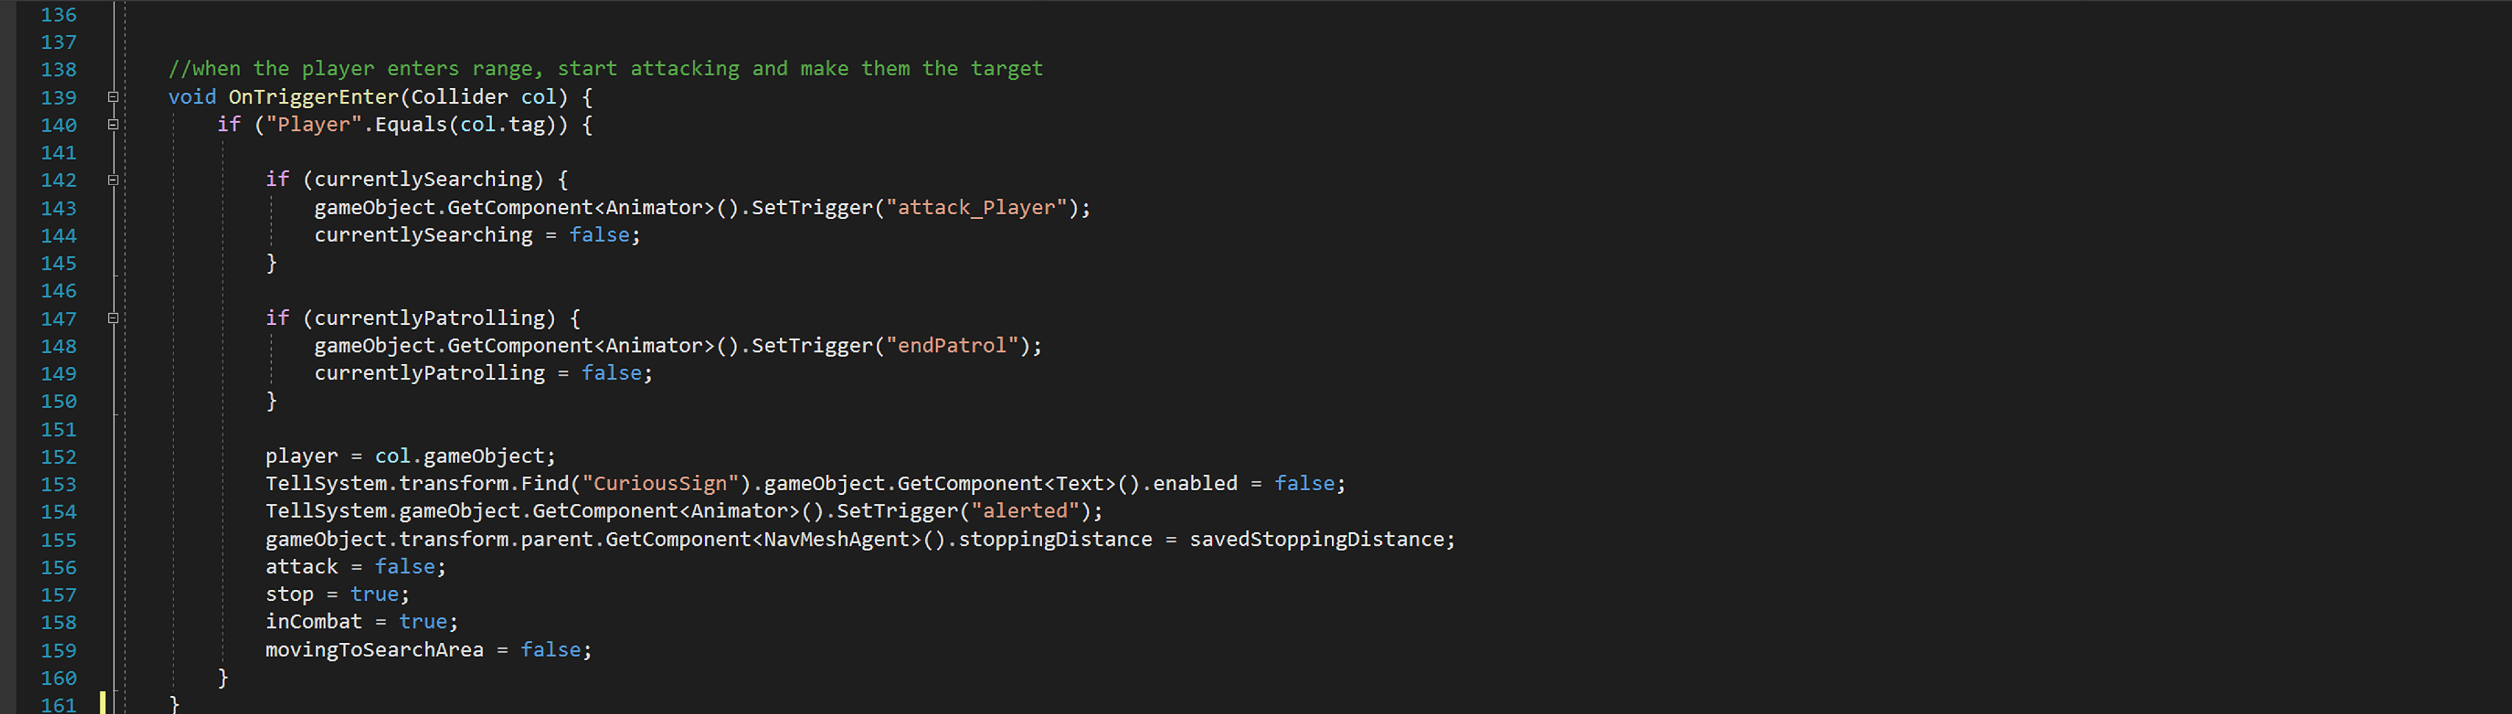 136
137
138 //when the player enters range, start attacking and make them the target
139 void OnTriggerEnter(Collider col) {
140 if ("Player".Equals(col.tag)) {
141
142 if (currentlySearching) {
143 gameObject.GetComponent<Animator>().SetTrigger("attack_Player");
144 currentlySearching = false;
145 }
146
147 if (currentlyPatrolling) {
148 gameObject.GetComponent<Animator>().SetTrigger("endPatrol");
149 currentlyPatrolling = false;
150 }
151
152 player = col.gameObject;
153 TellSystem.transform.Find("CuriousSign").gameObject.GetComponent<Text>().enabled = false;
154 TellSystem.gameObject.GetComponent<Animator>().SetTrigger("alerted");
155 gameObject.transform.parent.GetComponent<NavMeshAgent>().stoppingDistance = savedStoppingDistance;
156 attack = false;
157 stop = true;
158 inCombat = true;
159 movingToSearchArea = false;
160 }
161 }